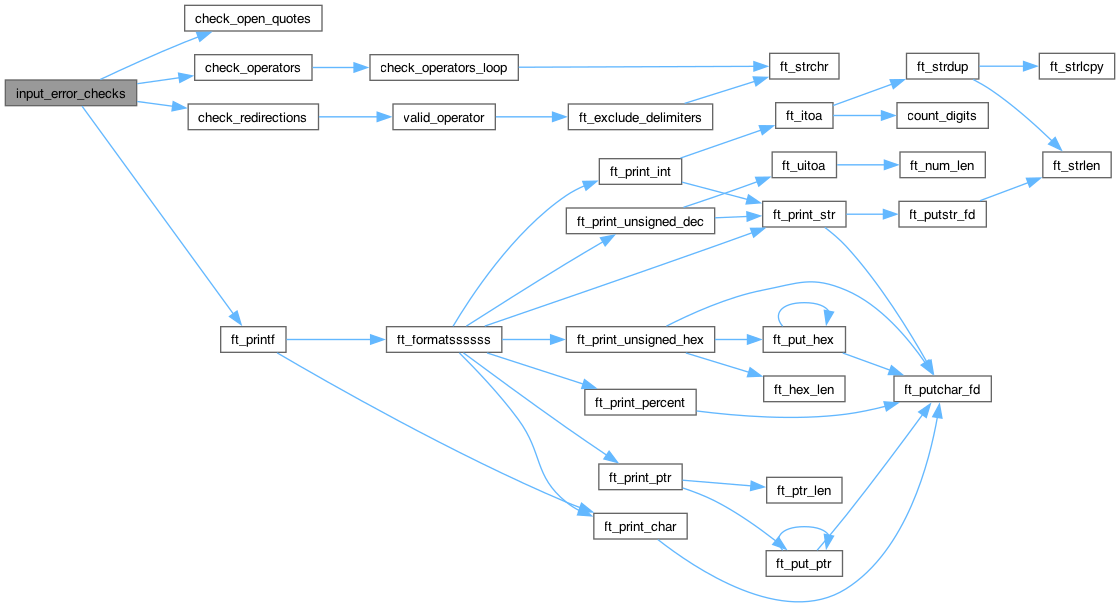 check_open_quotes
check_operators
check_operators_loop
ft_strchr
ft_strdup
ft_strlcpy
input_error_checks
check_redirections
valid_operator
ft_exclude_delimiters
ft_itoa
count_digits
ft_print_int
ft_uitoa
ft_num_len
ft_strlen
ft_print_unsigned_dec
ft_print_str
ft_putstr_fd
ft_printf
ft_formatssssss
ft_print_unsigned_hex
ft_put_hex
ft_hex_len
ft_putchar_fd
ft_print_percent
ft_print_ptr
ft_ptr_len
ft_print_char
ft_put_ptr